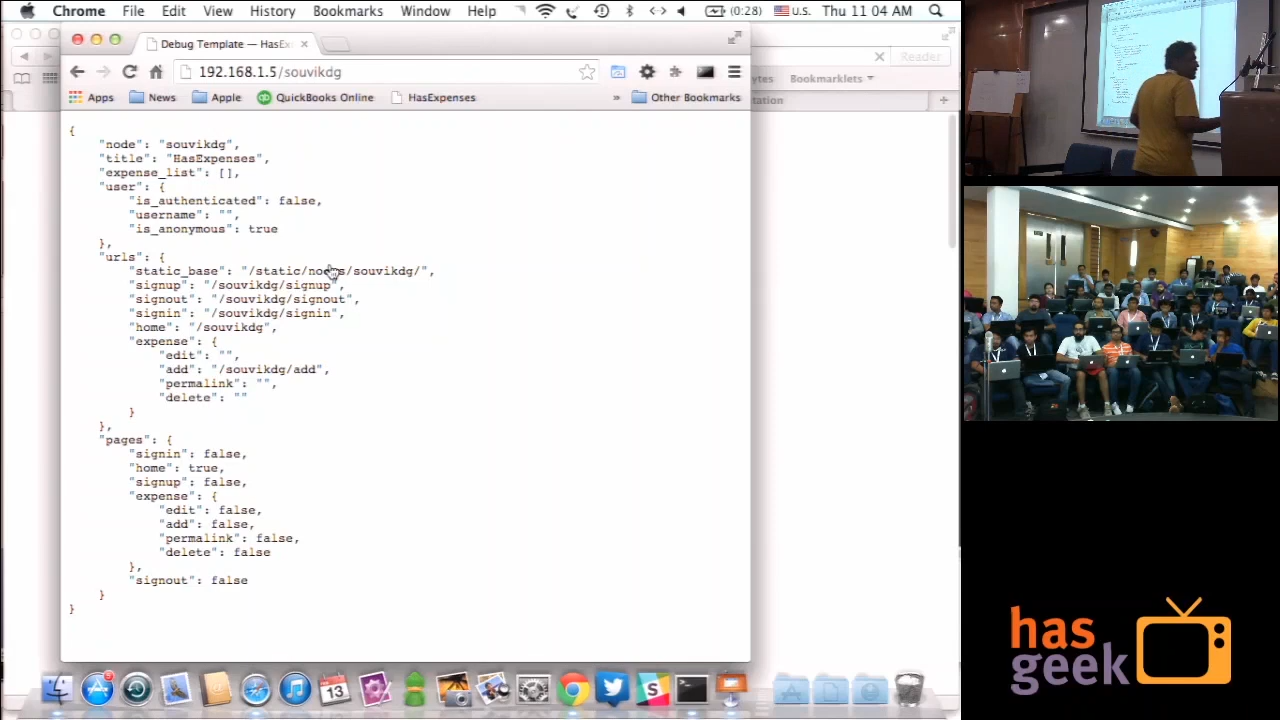 Chrome File Edit View History Bookmarks Window Help (0:28) U.S. Thu 11:04 AM
Debug Template — HasEx
192.168.1.5/souvikdg
Reader
Apps News Apple QuickBooks Online HasExpenses » Other Bookmarks
ytes Bookmarklets
tation
{
"node": "souvikdg",
"title": "HasExpenses",
"expense_list": [],
"user": {
"is_authenticated": false,
"username": "",
"is_anonymous": true
},
"urls": {
"static_base": "/static/nodes/souvikdg/",
"signup": "/souvikdg/signup",
"signout": "/souvikdg/signout",
"signin": "/souvikdg/signin",
"home": "/souvikdg",
"expense": {
"edit": "",
"add": "/souvikdg/add",
"permalink": "",
"delete": ""
}
},
"pages": {
"signin": false,
"home": true,
"signup": false,
"expense": {
"edit": false,
"add": false,
"permalink": false,
"delete": false
},
"signout": false
}
}
13
has
geek